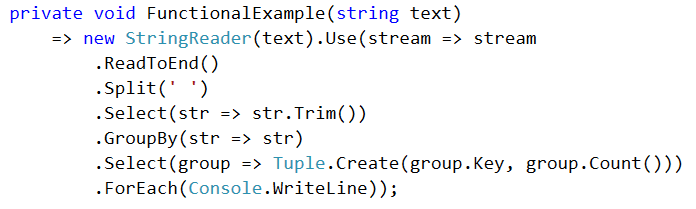 private void FunctionalExample(string text)
    => new StringReader(text).Use(stream => stream
        .ReadToEnd()
        .Split(' ')
        .Select(str => str.Trim())
        .GroupBy(str => str)
        .Select(group => Tuple.Create(group.Key, group.Count()))
        .ForEach(Console.WriteLine));